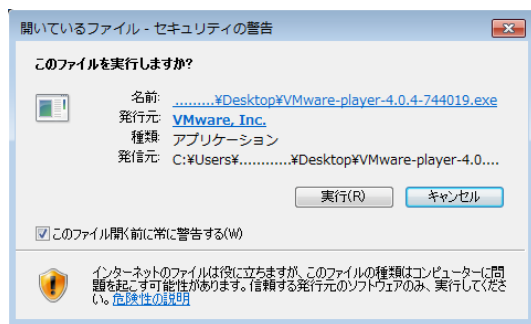 開いているファイル - セキュリティの警告
このファイルを実行しますか?
名前: .........¥Desktop¥VMware-player-4.0.4-744019.exe
発行元: VMware, Inc.
種類: アプリケーション
発信元: C:¥Users¥............¥Desktop¥VMware-player-4.0....
実行(R) キャンセル
このファイル開く前に常に警告する(W)
インターネットのファイルは役に立ちますが、このファイルの種類はコンピューターに問
題を起こす可能性があります。信頼する発行元のソフトウェアのみ、実行してくださ
い。危険性の説明